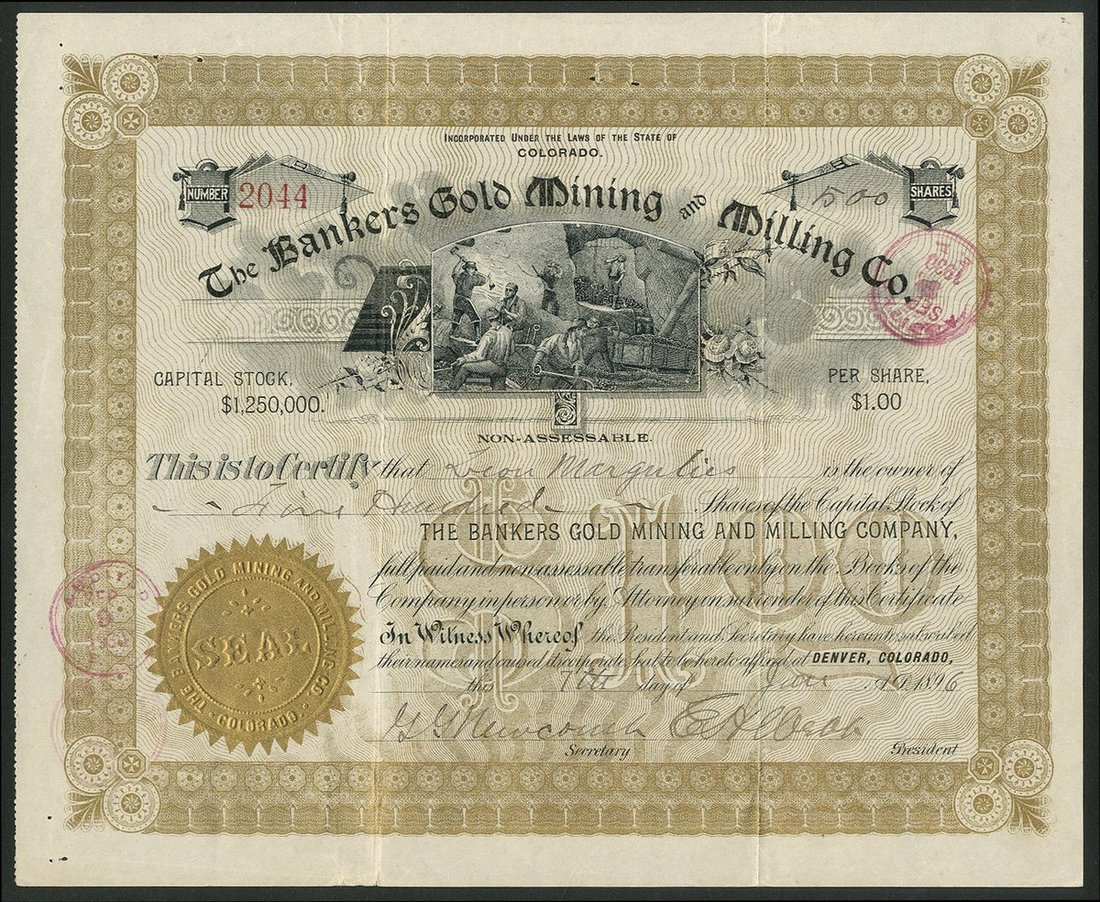 INCORPORATED UNDER THE LAWS OF THE STATE OF
COLORADO.
NUMBER 2044
500 SHARES
The Bankers Gold Mining and Milling Co.
1900
SEP
CAPITAL STOCK,
$1,250,000.
PER SHARE,
$1.00
NON-ASSESSABLE.
This is to Certify that Leon Margulies is the owner of
Five Hundred Shares of the Capital Stock of
THE BANKERS GOLD MINING AND MILLING COMPANY,
full paid and non assessable transferable only on the Books of the
Company in person or by Attorney on surrender of this Certificate
In Witness Whereof the President and Secretary have hereunto subscribed
their names and caused its corporate Seal to be hereto affixed at DENVER, COLORADO,
this 7th day of A.D. 1896
$1.00
THE BANKERS GOLD MINING AND MILLING CO.
SEAL
COLORADO
G Newcomb
Secretary
President